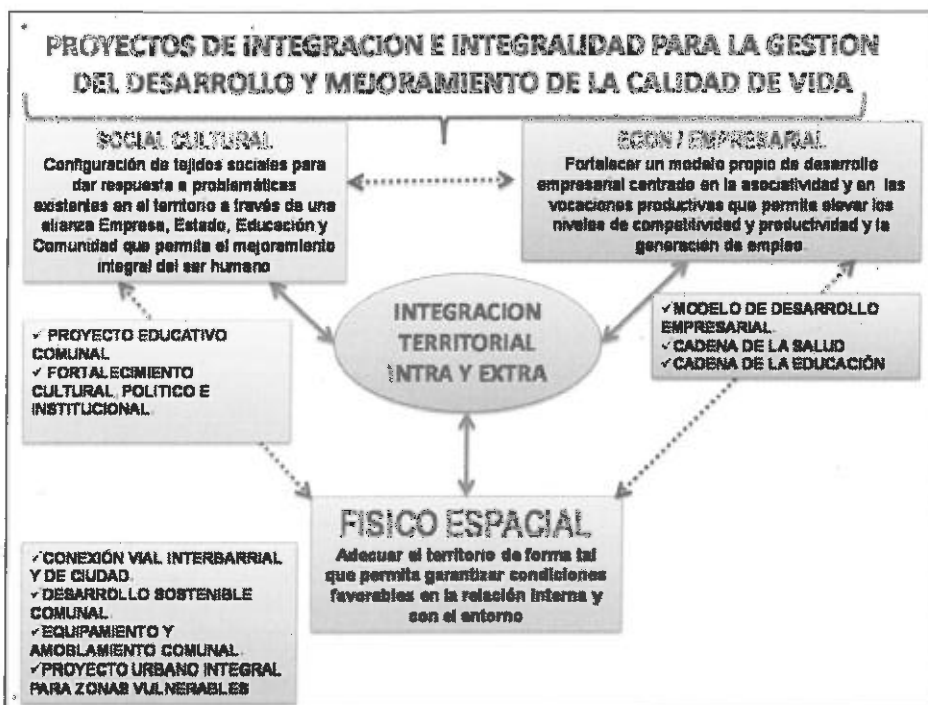 PROYECTOS DE INTEGRACION E INTEGRALIDAD PARA LA GESTION
DEL DESARROLLO Y MEJORAMIENTO DE LA CALIDAD DE VIDA
SOCIAL CULTURAL
Configuración de tejidos sociales para
dar respuesta a problemáticas
existentes en el territorio a través de una
alianza Empresa, Estado, Educación y
Comunidad que permita el mejoramiento
integral del ser humano
ECON / EMPRESARIAL
Fortalecer un modelo propio de desarrollo
empresarial centrado en la asociatividad y en las
vocaciones productivas que permita elevar los
niveles de competitividad y productividad y la
generación de empleo.
INTEGRACION
TERRITORIAL
INTRA Y EXTRA
✓ PROYECTO EDUCATIVO
COMUNAL
✓ FORTALECIMIENTO
CULTURAL, POLITICO E
INSTITUCIONAL
✓ MODELO DE DESARROLLO
EMPRESARIAL
✓ CADENA DE LA SALUD
✓ CADENA DE LA EDUCACIÓN
FISICO ESPACIAL
Adecuar el territorio de forma tal
que permita garantizar condiciones
favorables en la relación interna y
con el entorno
✓ CONEXIÓN VIAL INTERBARRIAL
Y DE CIUDAD
✓ DESARROLLO SOSTENIBLE
COMUNAL
✓ EQUIPAMIENTO Y
AMOBLAMIENTO COMUNAL
✓ PROYECTO URBANO INTEGRAL
PARA ZONAS VULNERABLES